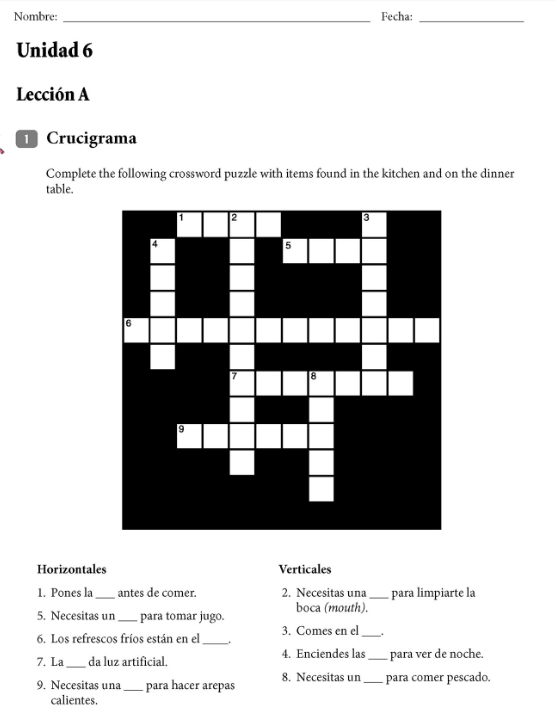 Nombre: ____ Fecha: ____
Unidad 6
Lección A
1 Crucigrama
Complete the following crossword puzzle with items found in the kitchen and on the dinner
table.
1 2 3
4 5
6
7 8
9
Horizontales
1. Pones la ___ antes de comer.
5. Necesitas un ___ para tomar jugo.
6. Los refrescos fríos están en el ____.
7. La ___ da luz artificial.
9. Necesitas una ___ para hacer arepas
calientes.
Verticales
2. Necesitas una ___ para limpiarte la
boca (mouth).
3. Comes en el ___.
4. Enciendes las ___ para ver de noche.
8. Necesitas un ___ para comer pescado.